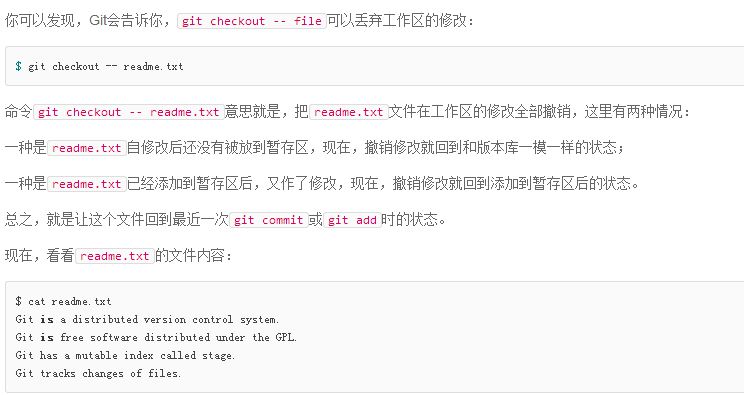 你可以发现，Git会告诉你，git checkout -- file可以丢弃工作区的修改：
$ git checkout -- readme.txt
命令git checkout -- readme.txt意思就是，把readme.txt文件在工作区的修改全部撤销，这里有两种情况：
一种是readme.txt自修改后还没有被放到暂存区，现在，撤销修改就回到和版本库一模一样的状态；
一种是readme.txt已经添加到暂存区后，又作了修改，现在，撤销修改就回到添加到暂存区后的状态。
总之，就是让这个文件回到最近一次git commit或git add时的状态。
现在，看看readme.txt的文件内容：
$ cat readme.txt
Git is a distributed version control system.
Git is free software distributed under the GPL.
Git has a mutable index called stage.
Git tracks changes of files.